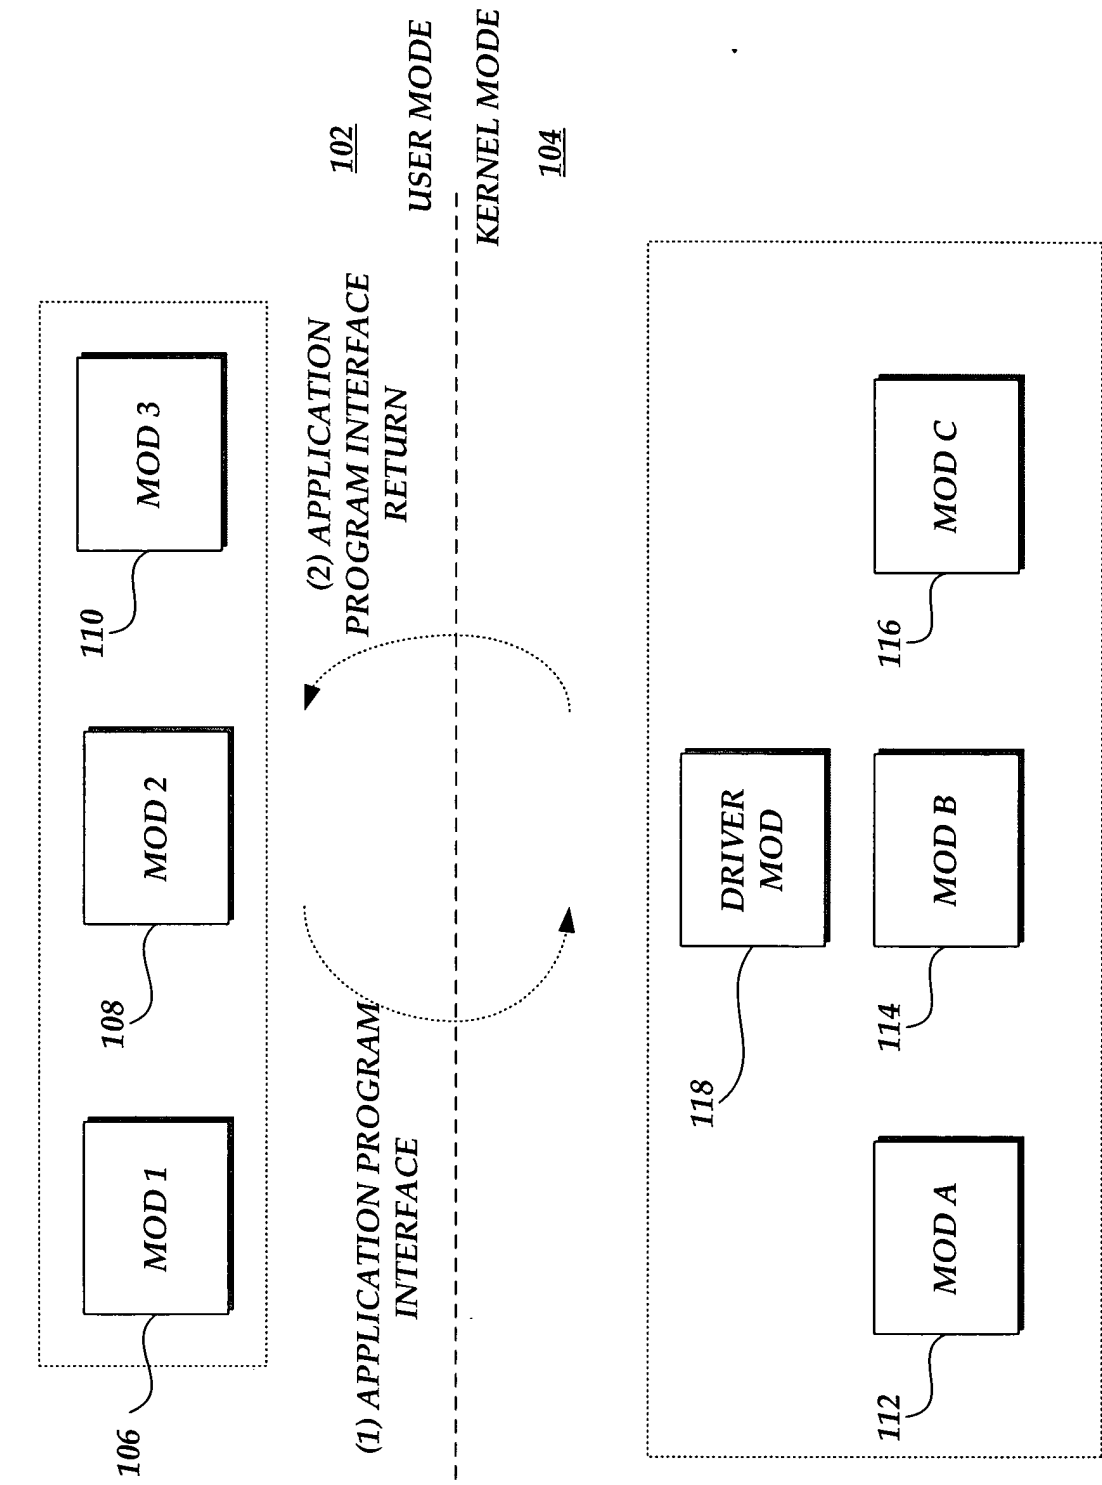 MOD 1
MOD 2
MOD 3
106
108
110
(1) APPLICATION PROGRAM
INTERFACE
(2) APPLICATION
PROGRAM INTERFACE
RETURN
102
USER MODE
KERNEL MODE
104
DRIVER
MOD
118
MOD A
MOD B
MOD C
112
114
116